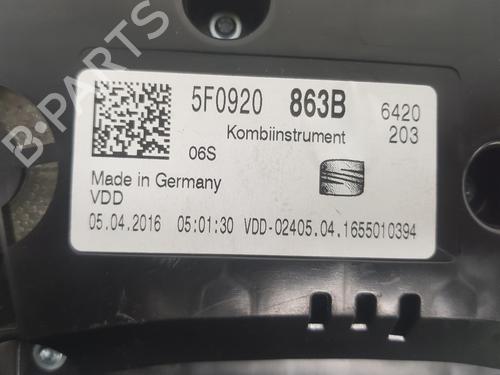 B-PARTS
5F0920 863B 6420
Kombiinstrument 203
06S
Made in Germany
VDD
05.04.2016 05:01:30 VDD-02405.04.1655010394